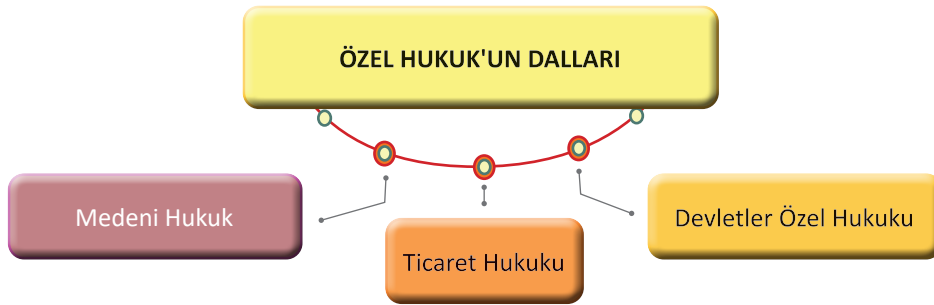 ÖZEL HUKUK'UN DALLARI
Medeni Hukuk
Ticaret Hukuku
Devletler Özel Hukuku